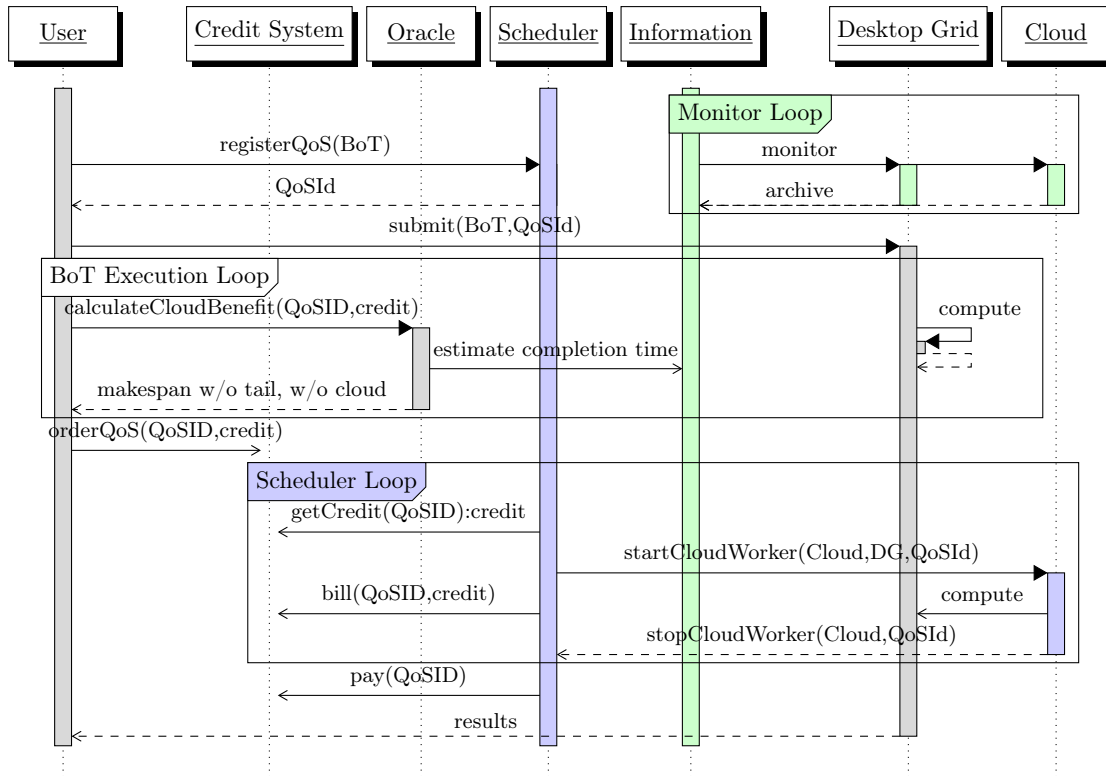 User
Credit System
Oracle
Scheduler
Information
Desktop Grid
Cloud
Monitor Loop
registerQoS(BoT)
monitor
QoSId
archive
submit(BoT,QoSId)
BoT Execution Loop
calculateCloudBenefit(QoSID,credit)
compute
estimate completion time
makespan w/o tail, w/o cloud
orderQoS(QoSID,credit)
Scheduler Loop
getCredit(QoSID):credit
startCloudWorker(Cloud,DG,QoSId)
bill(QoSID,credit)
compute
stopCloudWorker(Cloud,QoSId)
pay(QoSID)
results